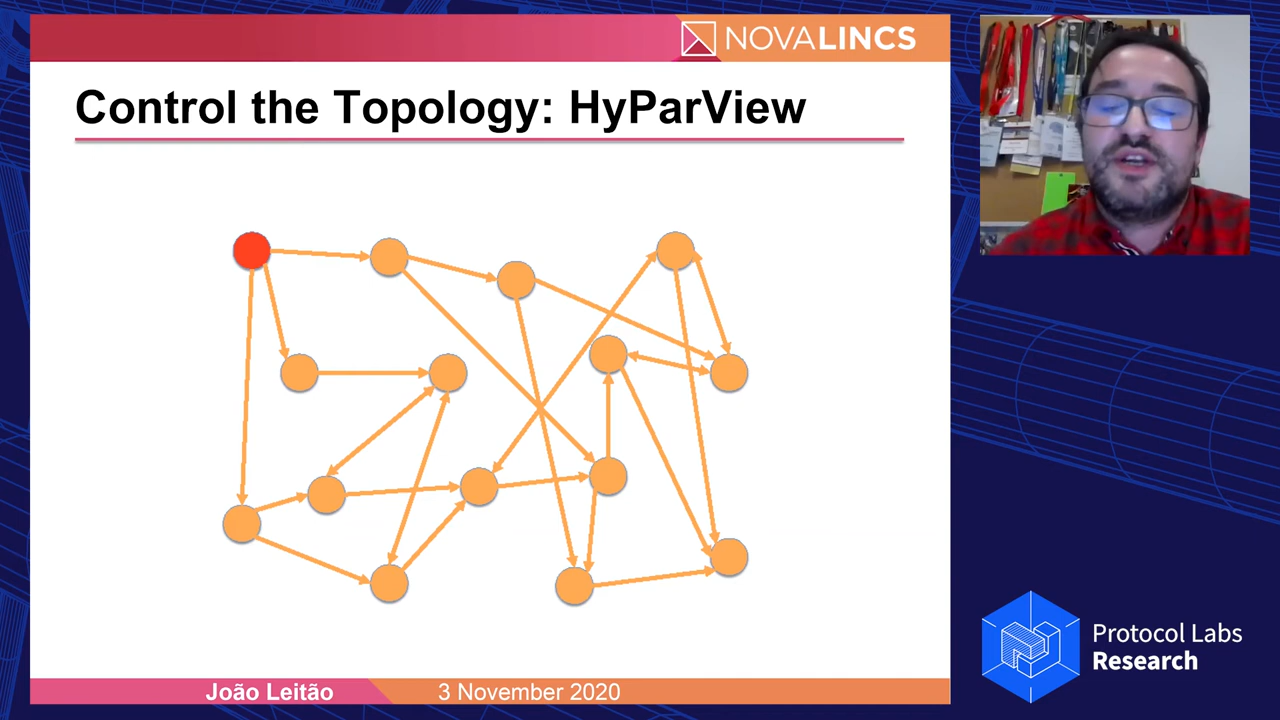 NOVALINCS
Control the Topology: HyParView
João Leitão
3 November 2020
Protocol Labs
Research